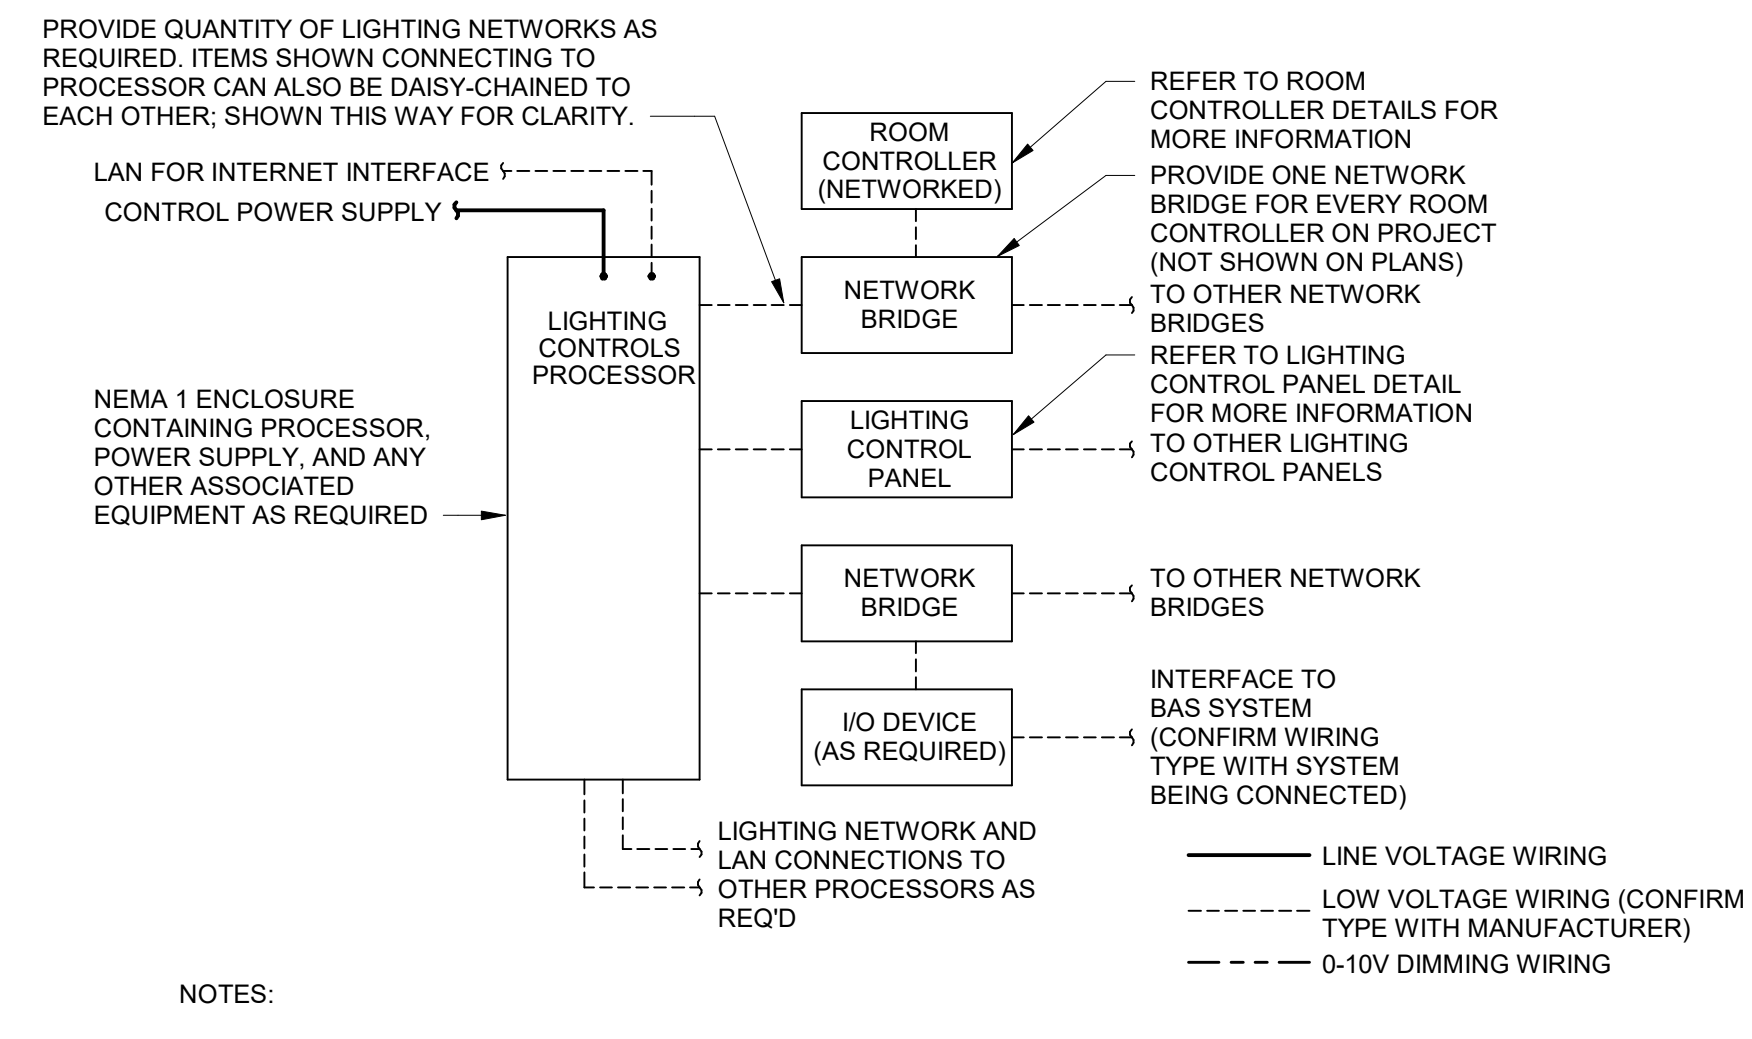 PROVIDE QUANTITY OF LIGHTING NETWORKS AS
REQUIRED. ITEMS SHOWN CONNECTING TO
PROCESSOR CAN ALSO BE DAISY-CHAINED TO
EACH OTHER; SHOWN THIS WAY FOR CLARITY.
LAN FOR INTERNET INTERFACE
CONTROL POWER SUPPLY
NEMA 1 ENCLOSURE
CONTAINING PROCESSOR,
POWER SUPPLY, AND ANY
OTHER ASSOCIATED
EQUIPMENT AS REQUIRED
LIGHTING
CONTROLS
PROCESSOR
ROOM
CONTROLLER
(NETWORKED)
NETWORK
BRIDGE
LIGHTING
CONTROL
PANEL
NETWORK
BRIDGE
I/O DEVICE
(AS REQUIRED)
REFER TO ROOM
CONTROLLER DETAILS FOR
MORE INFORMATION
PROVIDE ONE NETWORK
BRIDGE FOR EVERY ROOM
CONTROLLER ON PROJECT
(NOT SHOWN ON PLANS)
TO OTHER NETWORK
BRIDGES
REFER TO LIGHTING
CONTROL PANEL DETAIL
FOR MORE INFORMATION
TO OTHER LIGHTING
CONTROL PANELS
TO OTHER NETWORK
BRIDGES
INTERFACE TO
BAS SYSTEM
(CONFIRM WIRING
TYPE WITH SYSTEM
BEING CONNECTED)
LIGHTING NETWORK AND
LAN CONNECTIONS TO
OTHER PROCESSORS AS
REQ'D
LINE VOLTAGE WIRING
LOW VOLTAGE WIRING (CONFIRM
TYPE WITH MANUFACTURER)
0-10V DIMMING WIRING
NOTES: